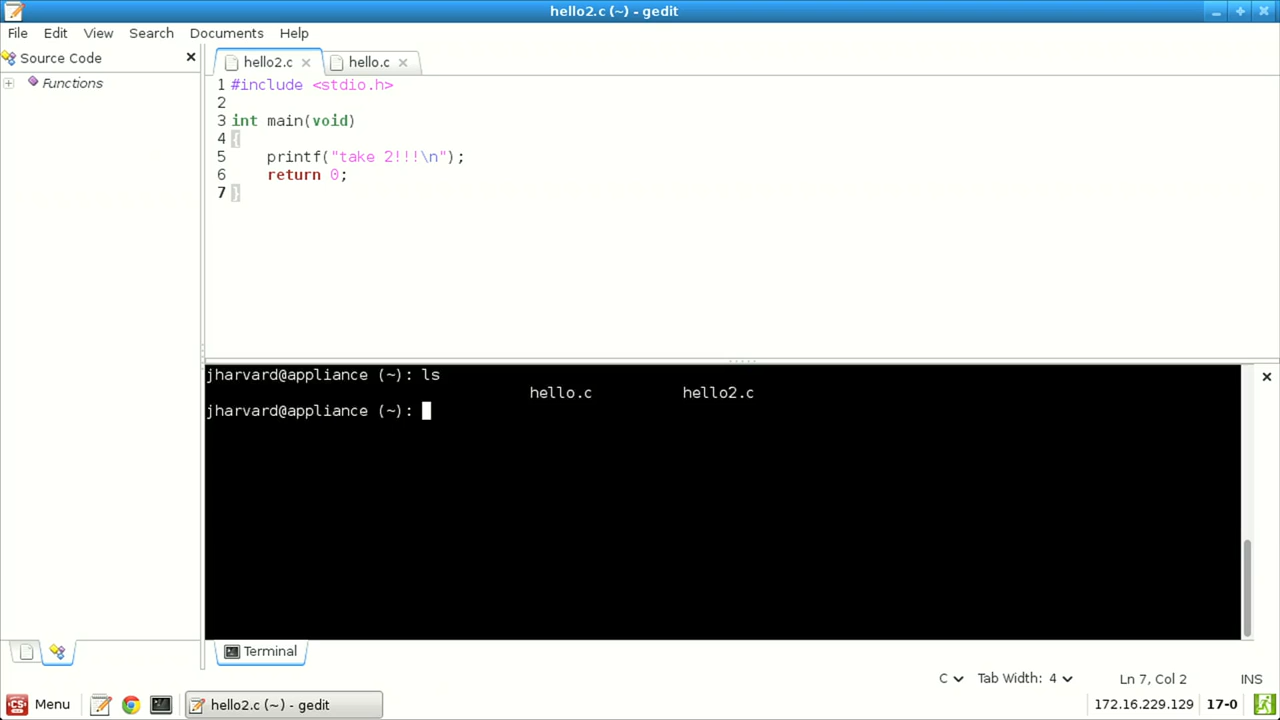 hello2.c (~) - gedit
File Edit View Search Documents Help
Source Code
hello2.c hello.c
Functions
1 #include <stdio.h>
2
3 int main(void)
4 {
5 printf("take 2!!!\n");
6 return 0;
7 }
jharvard@appliance (~): ls
hello.c hello2.c
jharvard@appliance (~):
Terminal
C Tab Width: 4 Ln 7, Col 2 INS
Menu hello2.c (~) - gedit 172.16.229.129 17-0